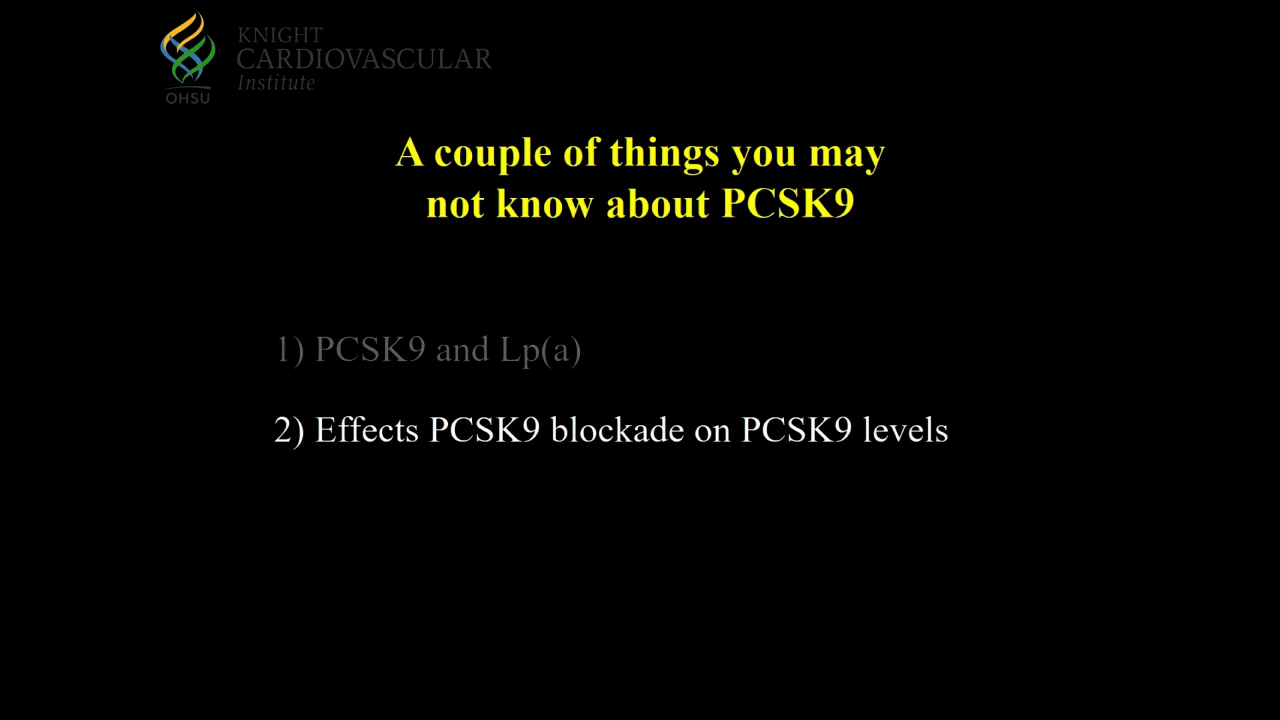 KNIGHT
CARDIOVASCULAR
Institute
OHSU
A couple of things you may
not know about PCSK9
1) PCSK9 and Lp(a)
2) Effects PCSK9 blockade on PCSK9 levels